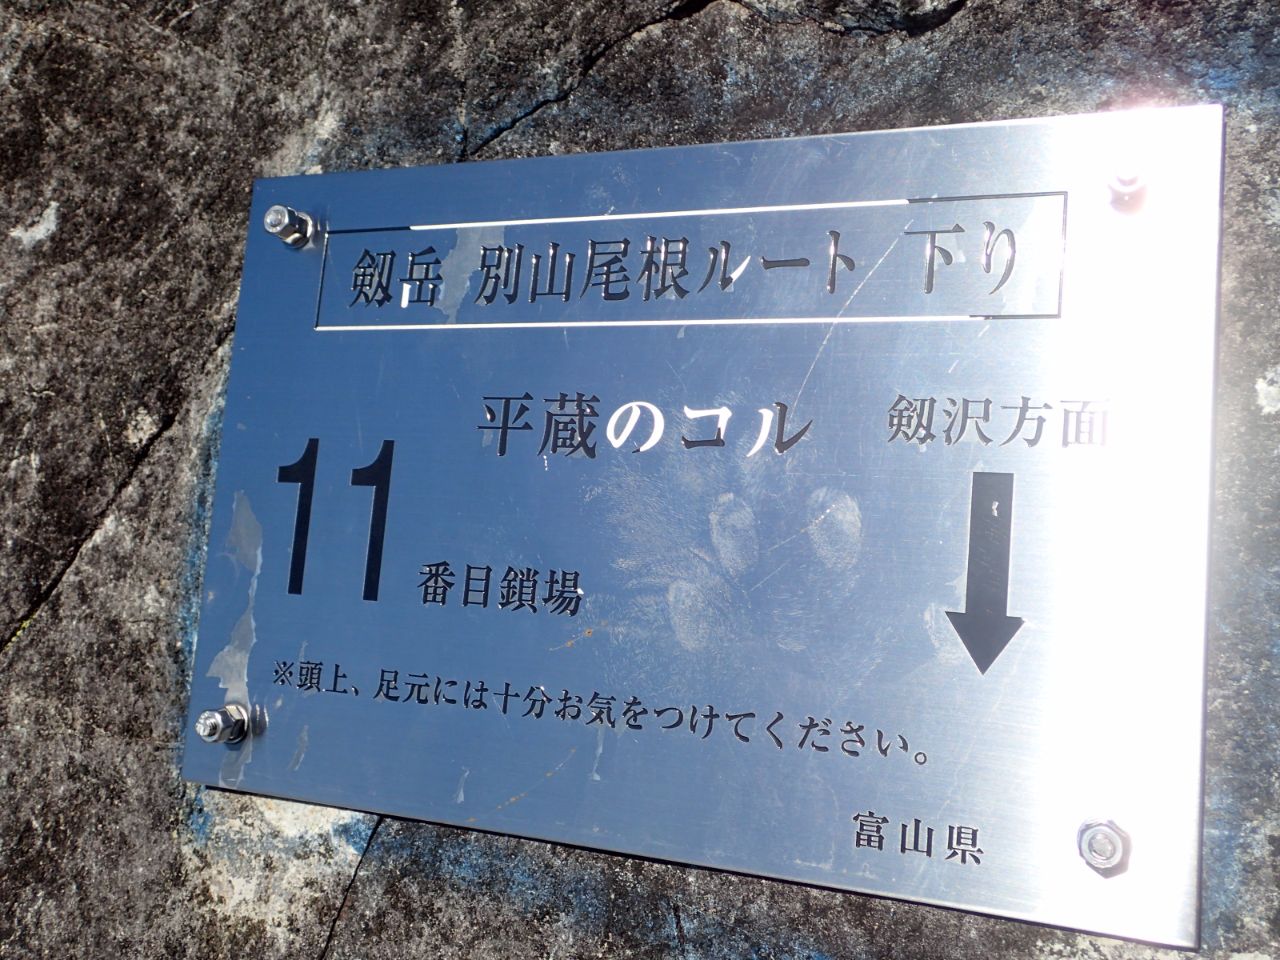 剱岳 別山尾根ルート 下り
平蔵のコル 剱沢方面
11番目鎖場
※頭上、足元には十分お気をつけてください。
富山県